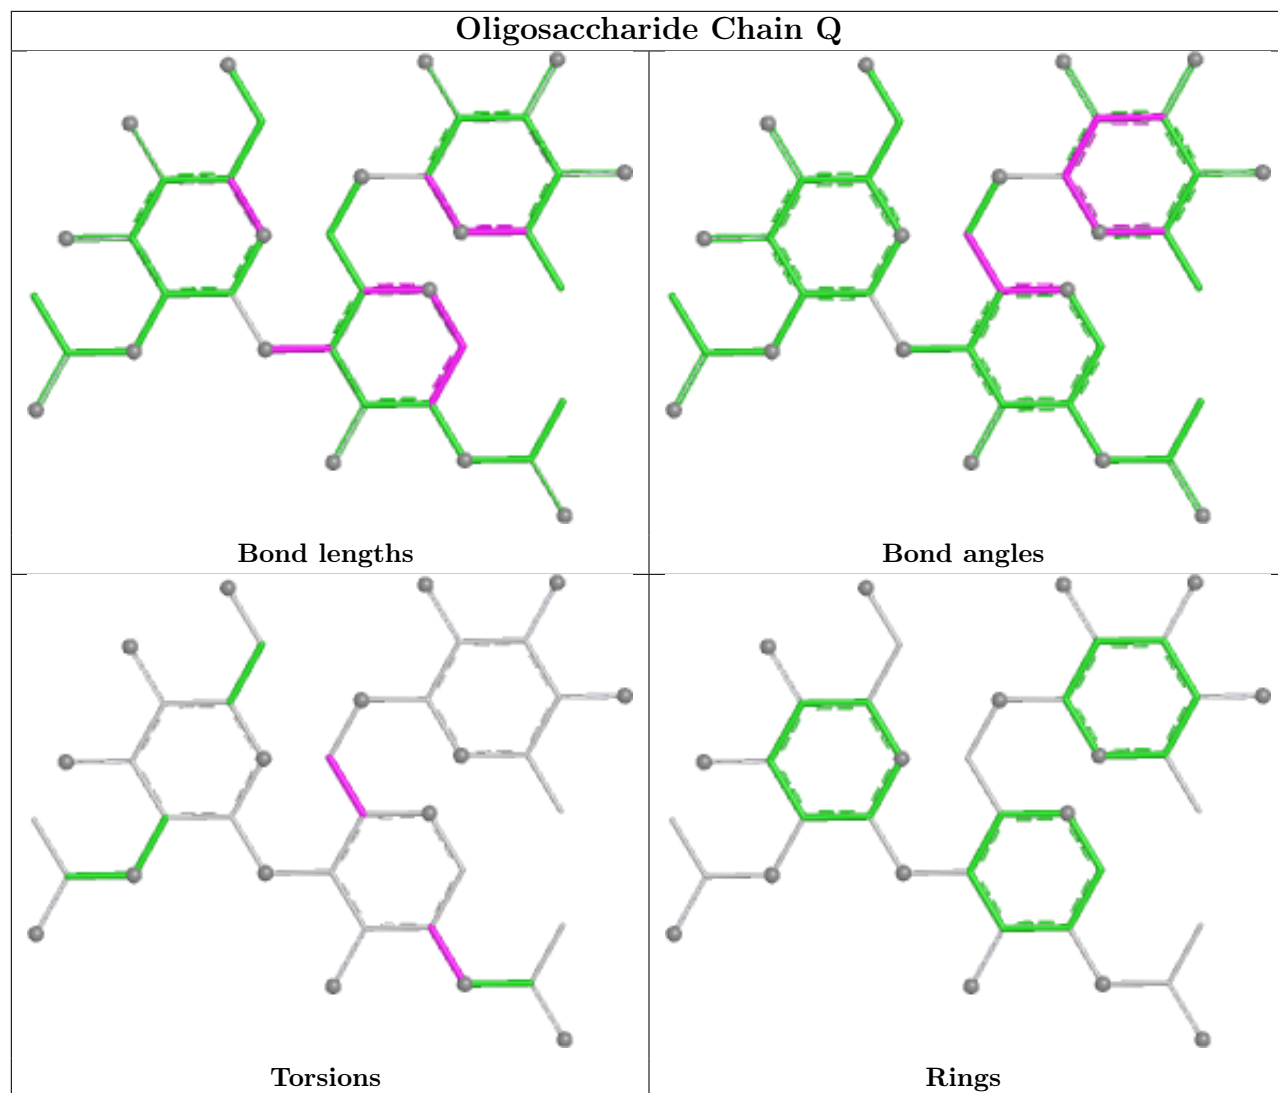 Oligosaccharide Chain Q
Bond lengths
Bond angles
Torsions
Rings